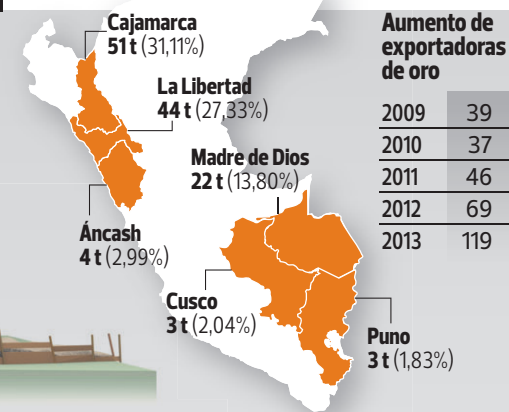 Cajamarca
51 t (31,11%)
La Libertad
44 t (27,33%)
Madre de Dios
22 t (13,80%)
Áncash
4 t (2,99%)
Cusco
3 t (2,04%)
Puno
3 t (1,83%)
Aumento de
exportadoras
de oro
2009 39
2010 37
2011 46
2012 69
2013 119